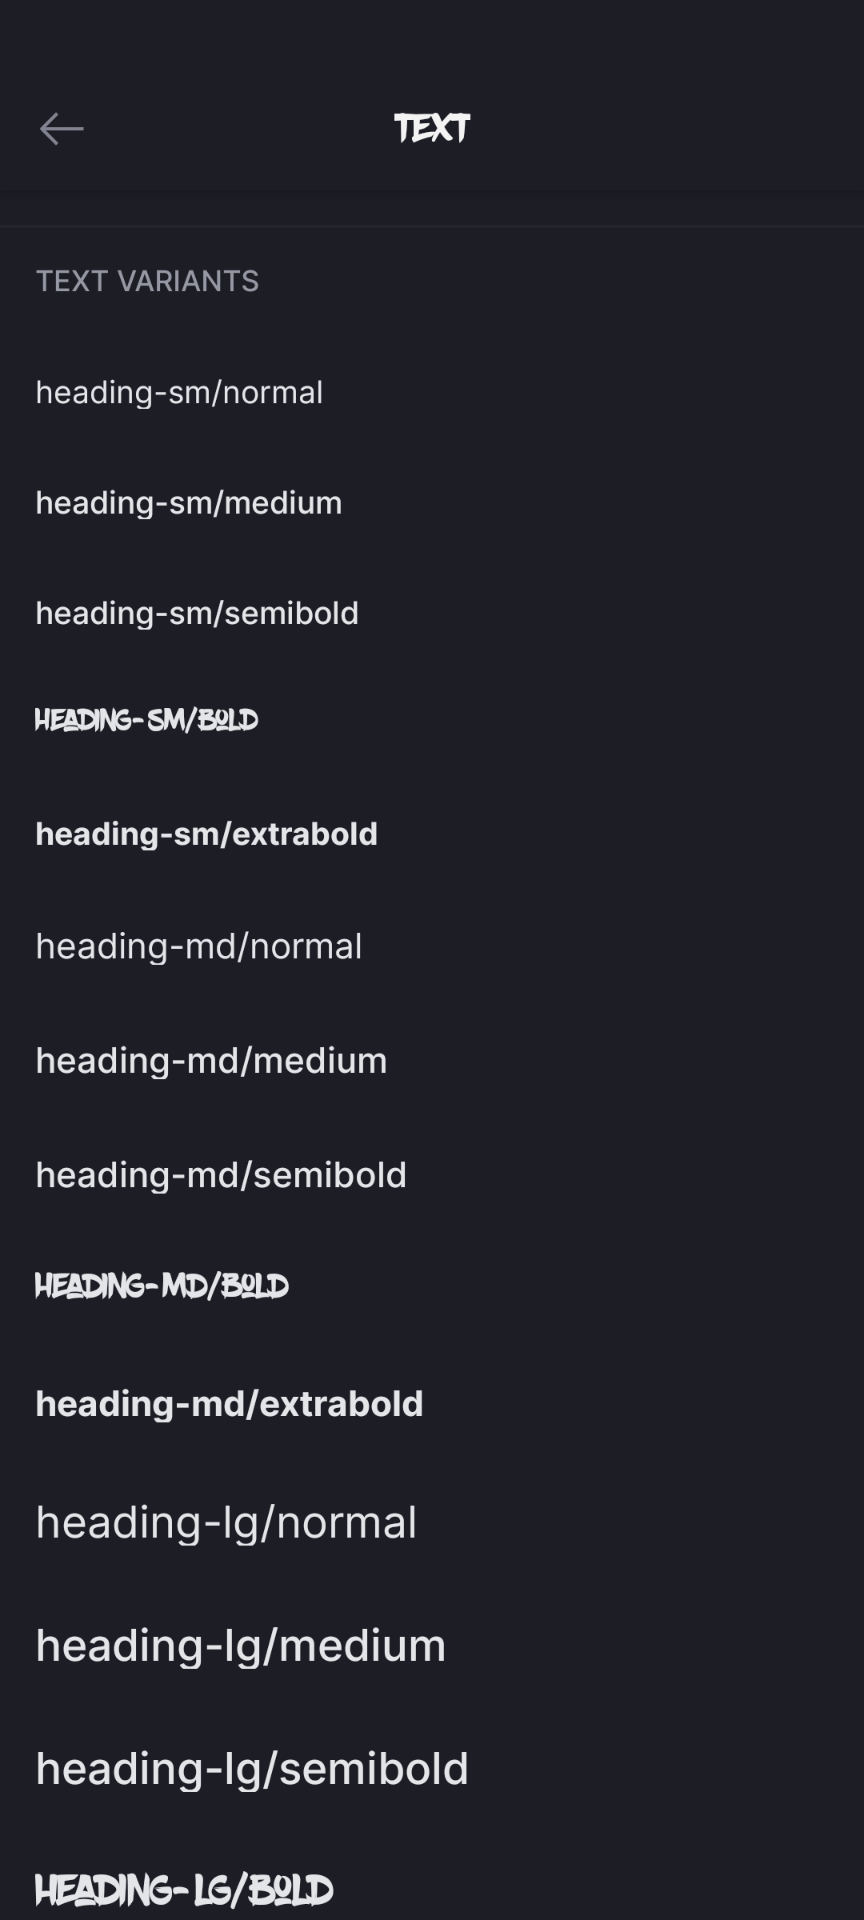 TEXT
TEXT VARIANTS
heading-sm/normal
heading-sm/medium
heading-sm/semibold
HEADING-SM/BOLD
heading-sm/extrabold
heading-md/normal
heading-md/medium
heading-md/semibold
HEADING-MD/BOLD
heading-md/extrabold
heading-lg/normal
heading-lg/medium
heading-lg/semibold
HEADING-LG/BOLD